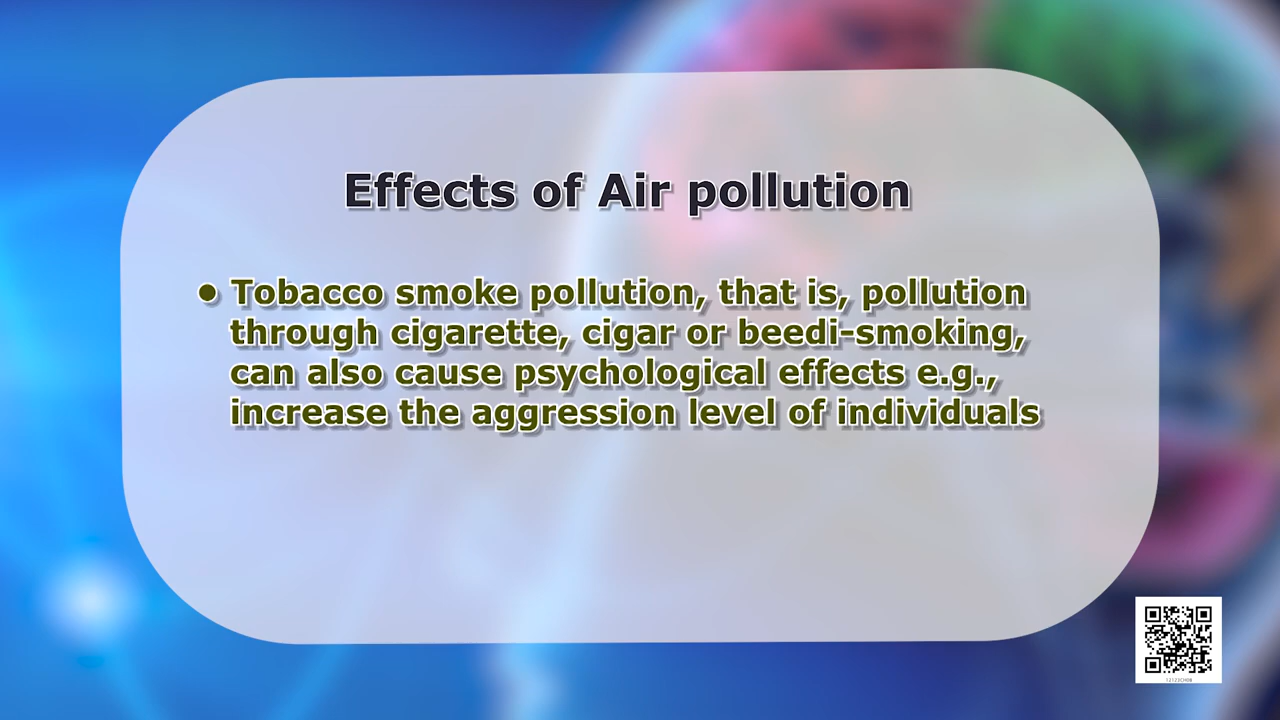 Effects of Air pollution
• Tobacco smoke pollution, that is, pollution
through cigarette, cigar or beedi-smoking,
can also cause psychological effects e.g.,
increase the aggression level of individuals
12123CH08